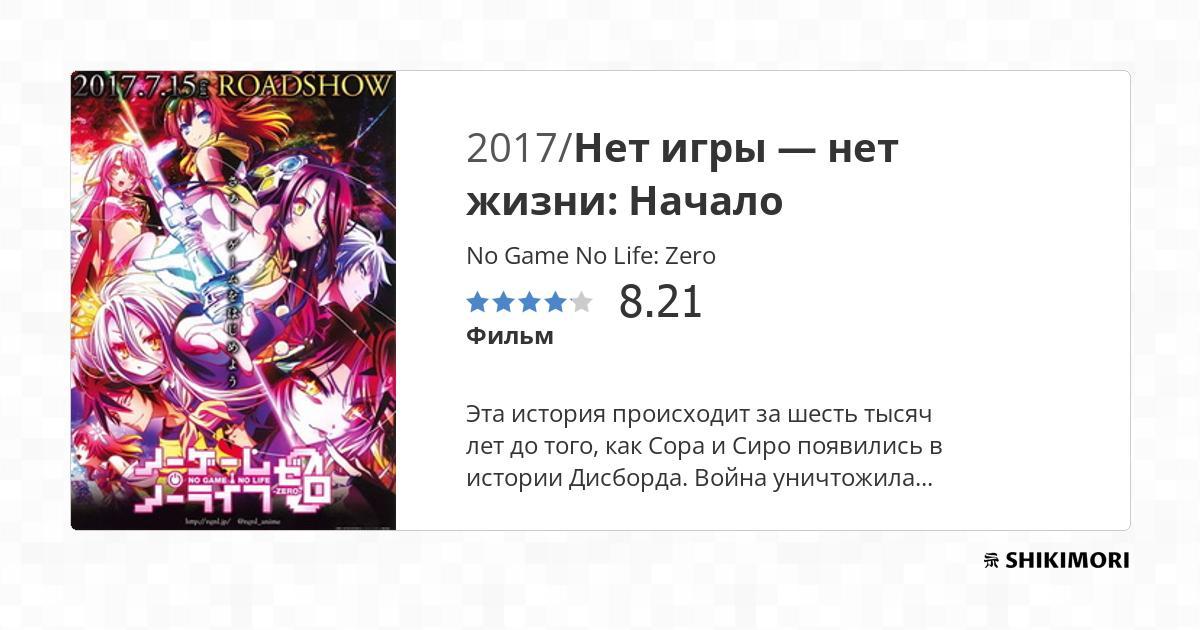 2017.7.15 ROADSHOW
さあ──ゲームをはじめよう
ノーゲーム
NO GAME NO LIFE
ノーライフ
ゼロ
-ZERO-
http://ngnl.jp/ @ngnl_anime
2017/Нет игры — нет
жизни: Начало
No Game No Life: Zero
8.21
Фильм
Эта история происходит за шесть тысяч
лет до того, как Сора и Сиро появились в
истории Дисборда. Война уничтожила...
SHIKIMORI